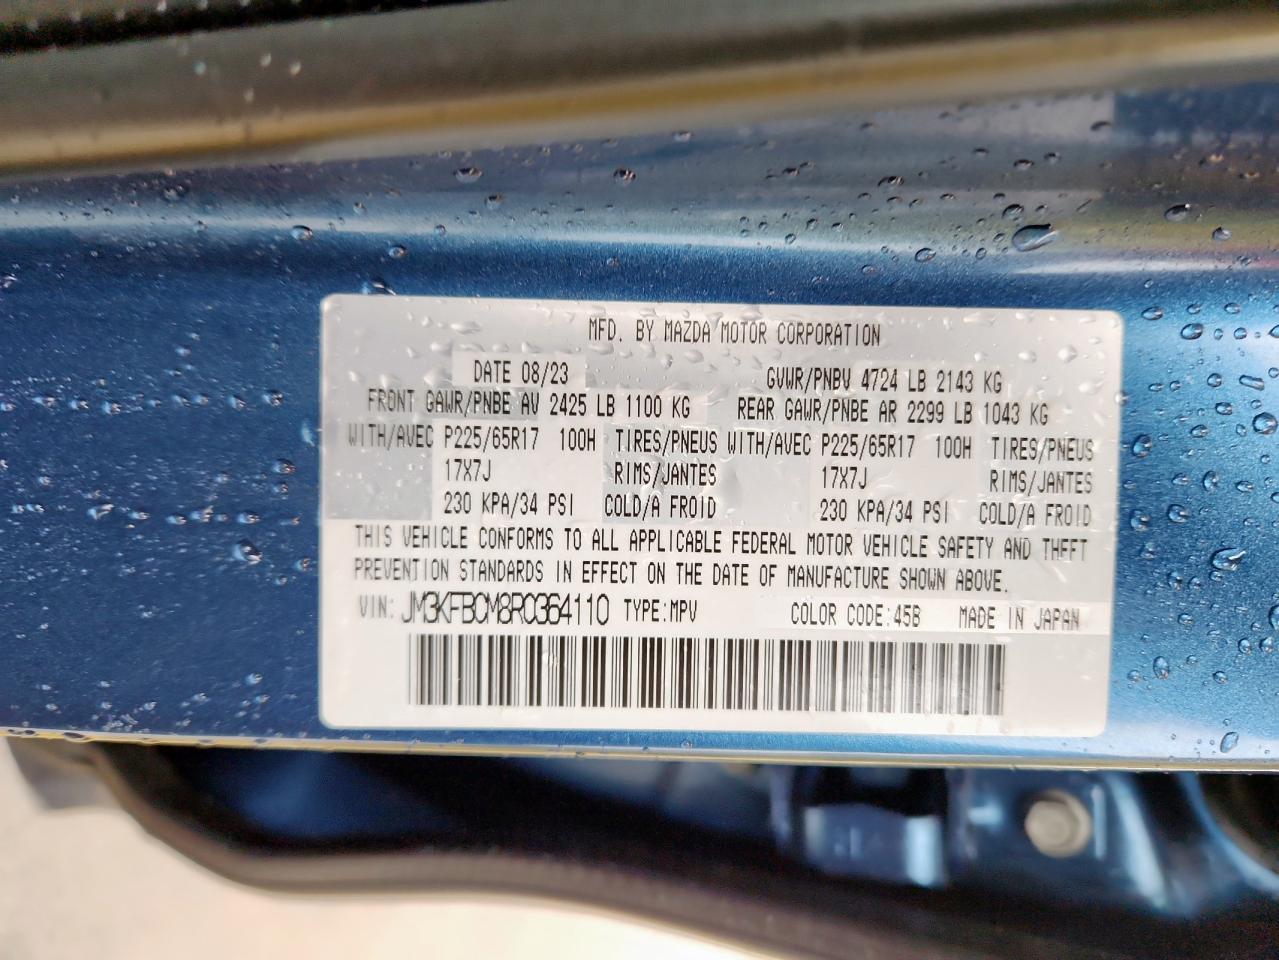 MFD. BY MAZDA MOTOR CORPORATION
DATE 08/23 GVWR/PNBV 4724 LB 2143 KG
FRONT GAWR/PNBE AV 2425 LB 1100 KG REAR GAWR/PNBE AR 2299 LB 1043 KG
WITH/AVEC P225/65R17 100H TIRES/PNEUS WITH/AVEC P225/65R17 100H TIRES/PNEUS
17X7J RIMS/JANTES 17X7J RIMS/JANTES
230 KPA/34 PSI COLD/A FROID 230 KPA/34 PSI COLD/A FROID
THIS VEHICLE CONFORMS TO ALL APPLICABLE FEDERAL MOTOR VEHICLE SAFETY AND THEFT
PREVENTION STANDARDS IN EFFECT ON THE DATE OF MANUFACTURE SHOWN ABOVE.
VIN: JM3KFBCM8R0364110 TYPE:MPV COLOR CODE:45B MADE IN JAPAN